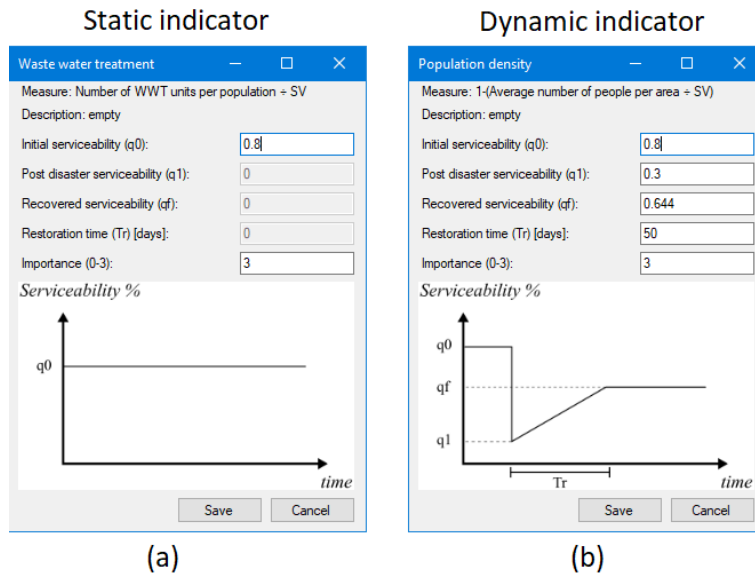 Static indicator
Waste water treatment
Measure: Number of WWT units per population ÷ SV
Description: empty
Initial serviceability (q0): 0.8
Post disaster serviceability (q1): 0
Recovered serviceability (qf): 0
Restoration time (Tr) [days]: 0
Importance (0-3): 3
Serviceability %
q0
time
Save Cancel
(a)
Dynamic indicator
Population density
Measure: 1-(Average number of people per area ÷ SV)
Description: empty
Initial serviceability (q0): 0.8
Post disaster serviceability (q1): 0.3
Recovered serviceability (qf): 0.644
Restoration time (Tr) [days]: 50
Importance (0-3): 3
Serviceability %
q0
qf
q1
Tr
time
Save Cancel
(b)